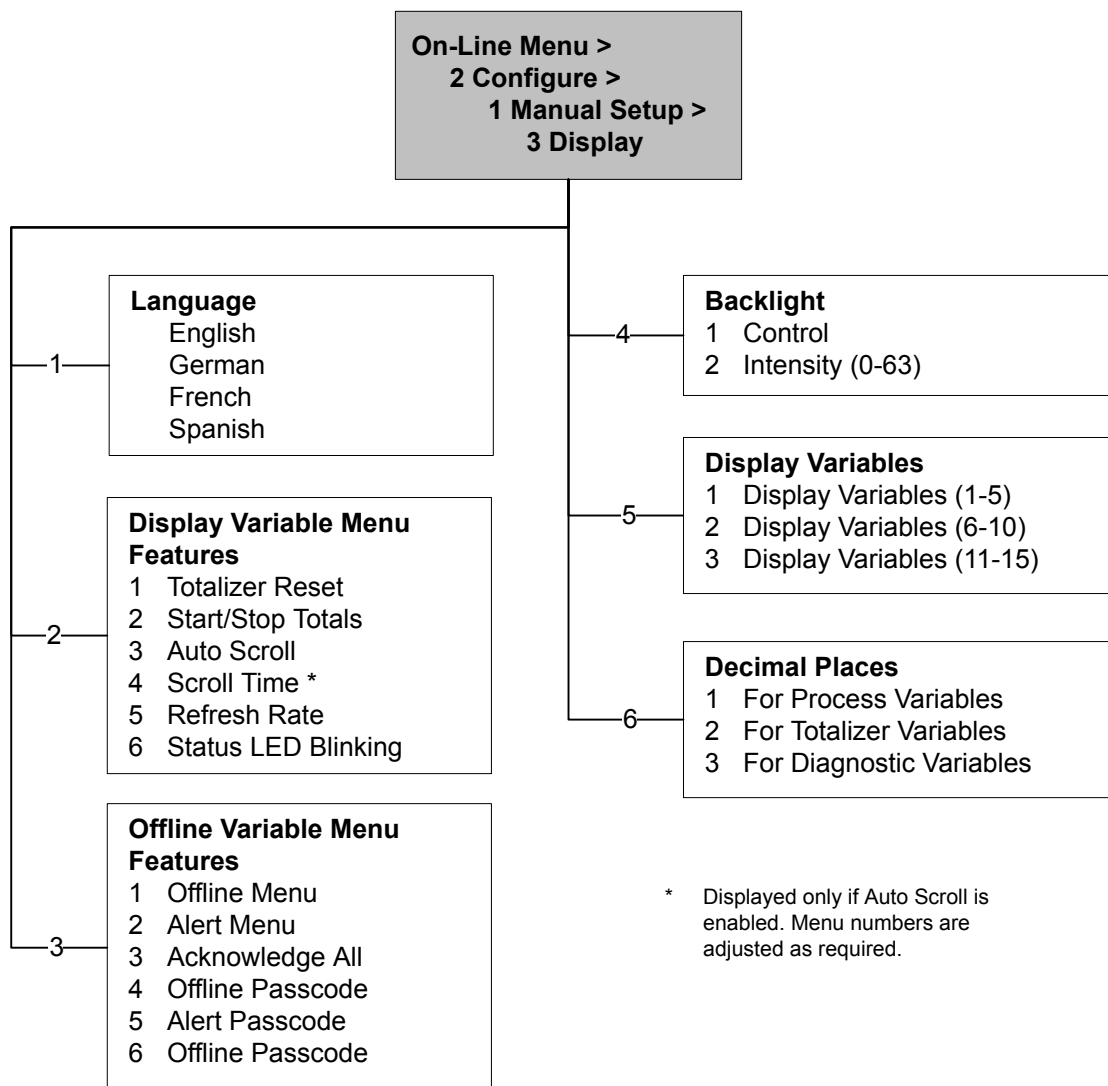 On-Line Menu >
2 Configure >
1 Manual Setup >
3 Display
1
Language
English
German
French
Spanish
2
Display Variable Menu
Features
1 Totalizer Reset
2 Start/Stop Totals
3 Auto Scroll
4 Scroll Time *
5 Refresh Rate
6 Status LED Blinking
3
Offline Variable Menu
Features
1 Offline Menu
2 Alert Menu
3 Acknowledge All
4 Offline Passcode
5 Alert Passcode
6 Offline Passcode
4
Backlight
1 Control
2 Intensity (0-63)
5
Display Variables
1 Display Variables (1-5)
2 Display Variables (6-10)
3 Display Variables (11-15)
6
Decimal Places
1 For Process Variables
2 For Totalizer Variables
3 For Diagnostic Variables
* Displayed only if Auto Scroll is
enabled. Menu numbers are
adjusted as required.